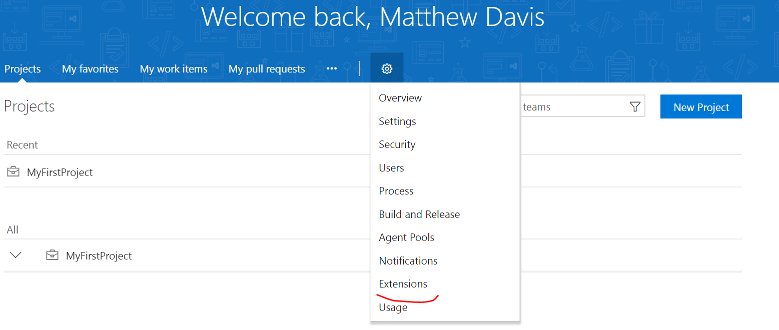 Welcome back, Matthew Davis
Projects My favorites My work items My pull requests ...
Projects
teams New Project
Recent
MyFirstProject
All
MyFirstProject
Overview
Settings
Security
Users
Process
Build and Release
Agent Pools
Notifications
Extensions
Usage